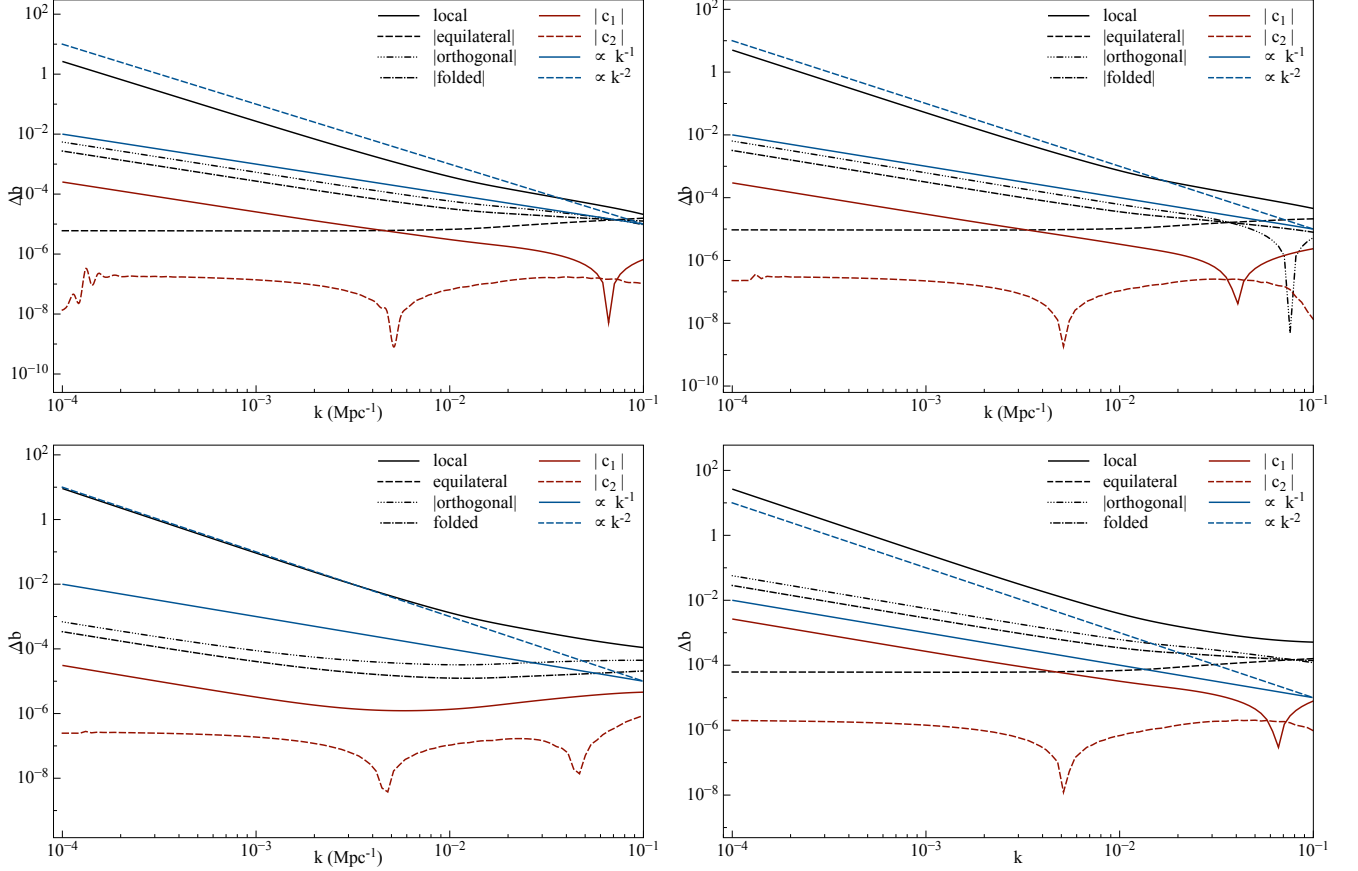 10²
local
| c₁ |
|equilateral|
| c₂ |
|orthogonal|
∝ k⁻¹
|folded|
∝ k⁻²
1
10⁻²
10⁻⁴
10⁻⁶
10⁻⁸
10⁻¹⁰
Δb
10⁻⁴
10⁻³
10⁻²
10⁻¹
k (Mpc⁻¹)
10²
local
| c₁ |
|equilateral|
| c₂ |
|orthogonal|
∝ k⁻¹
|folded|
∝ k⁻²
1
10⁻²
10⁻⁴
10⁻⁶
10⁻⁸
10⁻¹⁰
Δb
10⁻⁴
10⁻³
10⁻²
10⁻¹
k (Mpc⁻¹)
10²
local
| c₁ |
equilateral
| c₂ |
|orthogonal|
∝ k⁻¹
folded
∝ k⁻²
1
10⁻²
10⁻⁴
10⁻⁶
10⁻⁸
Δb
10⁻⁴
10⁻³
10⁻²
10⁻¹
k (Mpc⁻¹)
10²
local
| c₁ |
equilateral
| c₂ |
|orthogonal|
∝ k⁻¹
folded
∝ k⁻²
1
10⁻²
10⁻⁴
10⁻⁶
10⁻⁸
Δb
10⁻⁴
10⁻³
10⁻²
10⁻¹
k